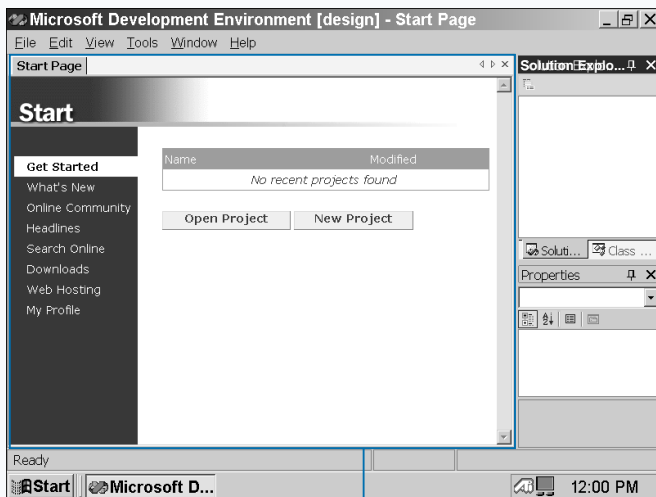 Microsoft Development Environment [design] - Start Page
File Edit View Tools Window Help
Start Page
Start
Get Started
What's New
Online Community
Headlines
Search Online
Downloads
Web Hosting
My Profile
Name Modified
No recent projects found
Open Project New Project
Solution Explo...
Soluti... Class ...
Properties
Ready
Start Microsoft D... 12:00 PM